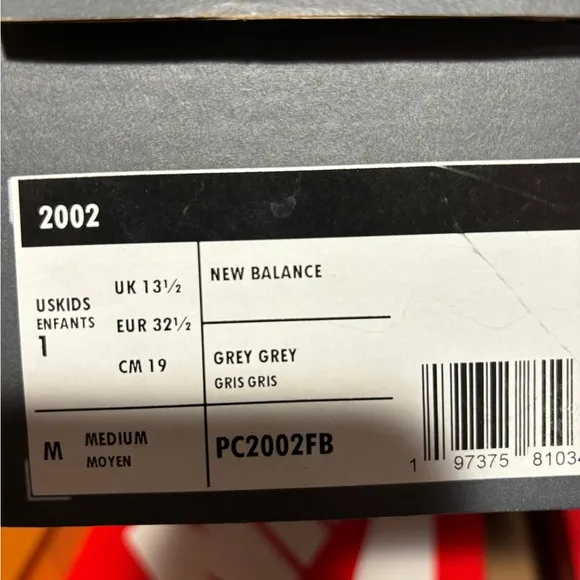 2002
USKIDS
ENFANTS
1
UK 13½
EUR 32½
CM 19
NEW BALANCE
GREY GREY
GRIS GRIS
M
MEDIUM
MOYEN
PC2002FB
1 97375 81034